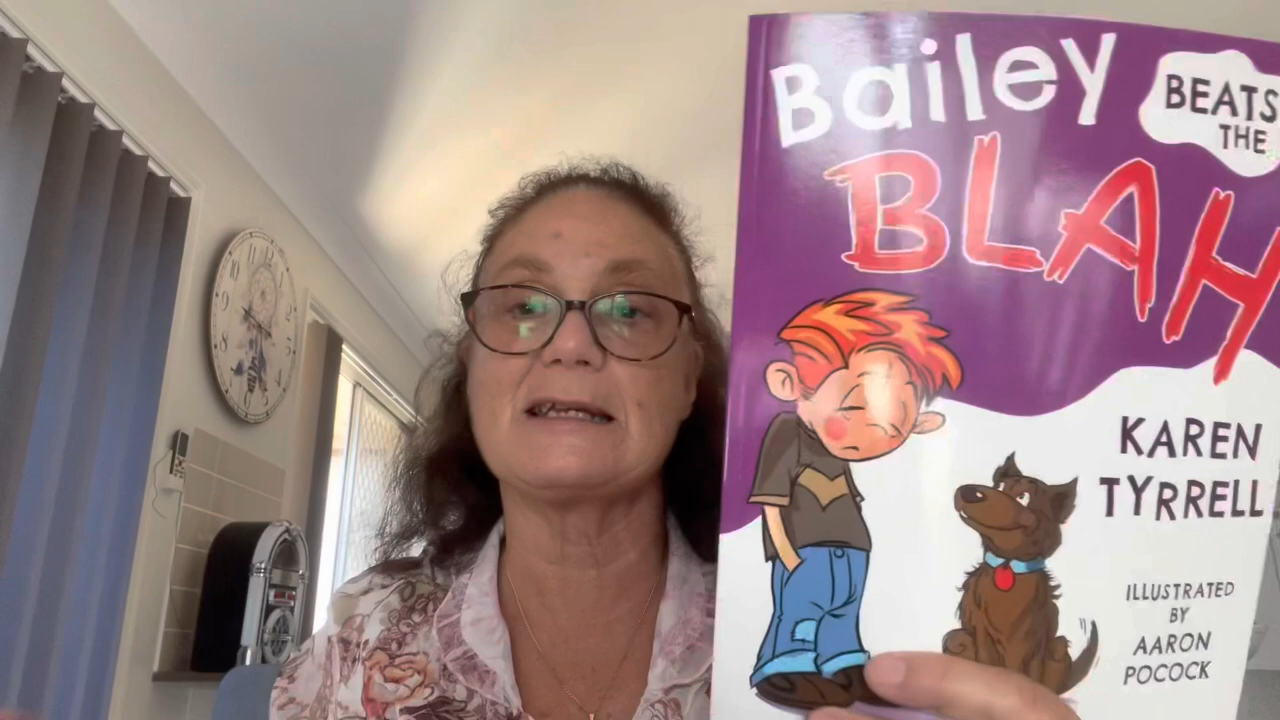 Bailey
BEATS
THE
BLAH
KAREN
TYRRELL
ILLUSTRATED
BY
AARON
POCOCK